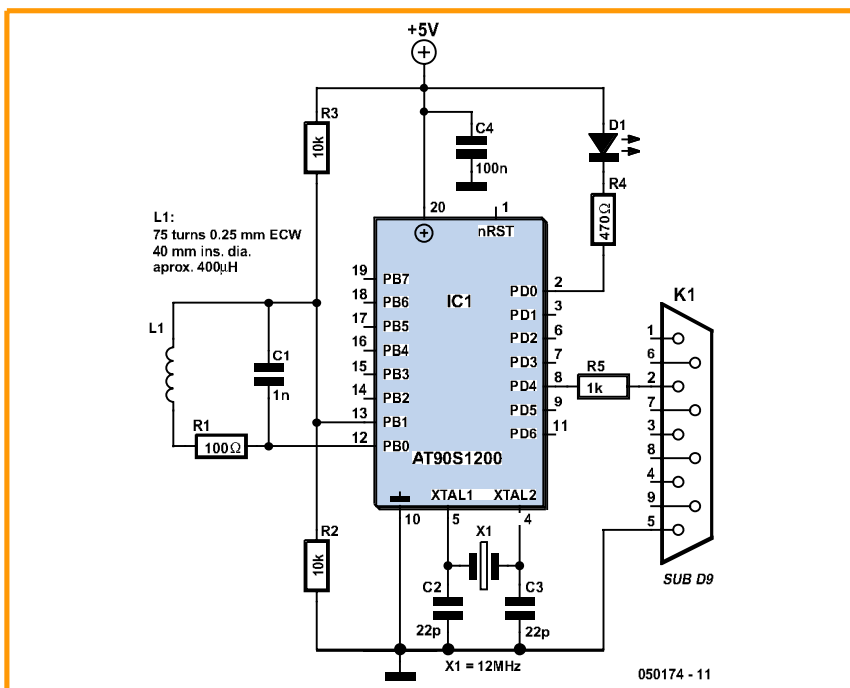 +5V
R3
10k
C4
100n
D1
R4
470Ω
L1:
75 turns 0.25 mm ECW
40 mm ins. dia.
aprox. 400µH
20
1
nRST
IC1
19 PB7
18 PB6
17 PB5
16 PB4
15 PB3
14 PB2
13 PB1
12 PB0
PD0 2
PD1 3
PD2 6
PD3 7
PD4 8
PD5 9
PD6 11
AT90S1200
XTAL1 XTAL2
10
5
4
L1
C1
1n
R1
100Ω
R5
1k
K1
1
6
2
7
3
8
4
9
5
SUB D9
R2
10k
X1
C2
22p
C3
22p
X1 = 12MHz
050174 - 11